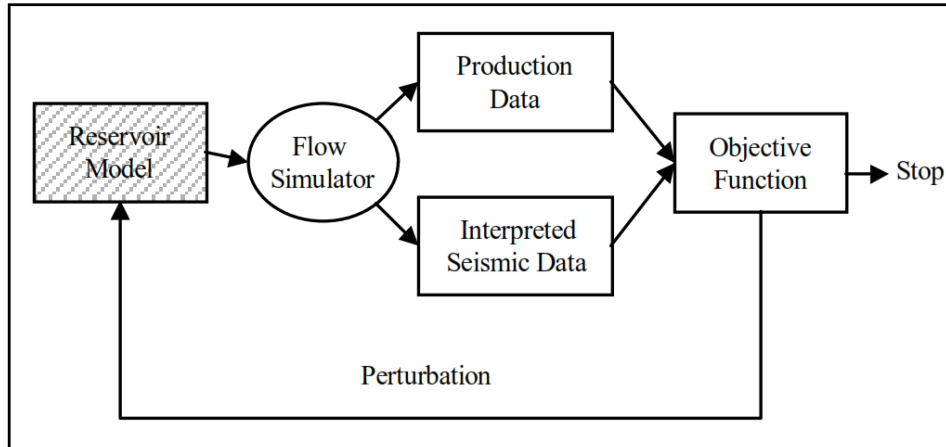 Reservoir
Model
Flow
Simulator
Production
Data
Interpreted
Seismic Data
Objective
Function
Stop
Perturbation